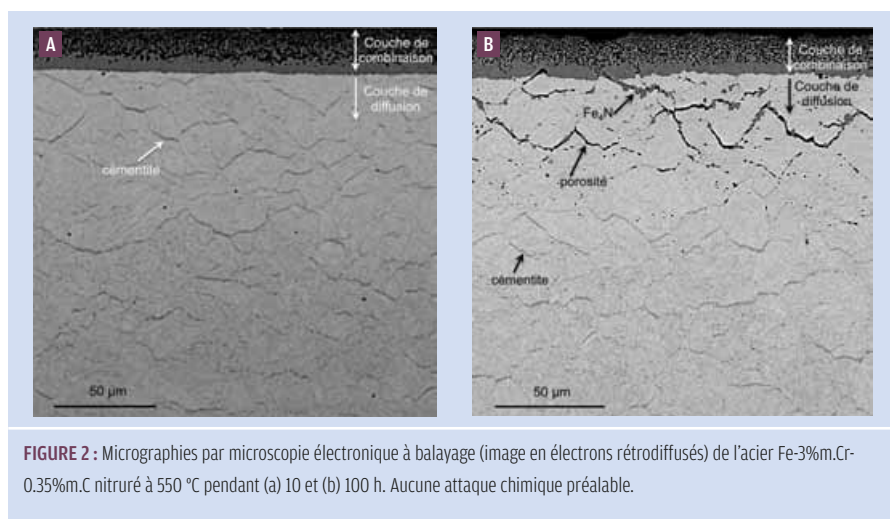 A
Couche de
combinaison
Couche de
diffusion
cémentite
50 µm
B
Couche de
combinaison
Couche de
diffusion
Fe₄N
porosité
cémentite
50 µm
FIGURE 2 : Micrographies par microscopie électronique à balayage (image en électrons rétrodiffusés) de l’acier Fe-3%m.Cr-
0.35%m.C nitruré à 550 °C pendant (a) 10 et (b) 100 h. Aucune attaque chimique préalable.